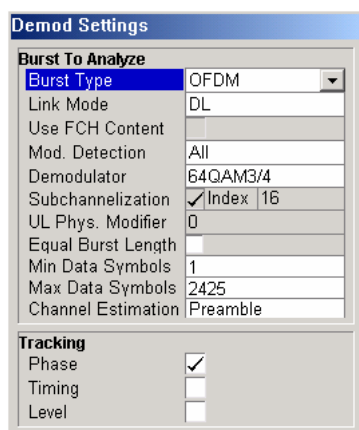 Demod Settings
Burst To Analyze
Burst Type OFDM
Link Mode DL
Use FCH Content
Mod. Detection All
Demodulator 64QAM3/4
Subchannelization Index 16
UL Phys. Modifier 0
Equal Burst Length
Min Data Symbols 1
Max Data Symbols 2425
Channel Estimation Preamble
Tracking
Phase
Timing
Level